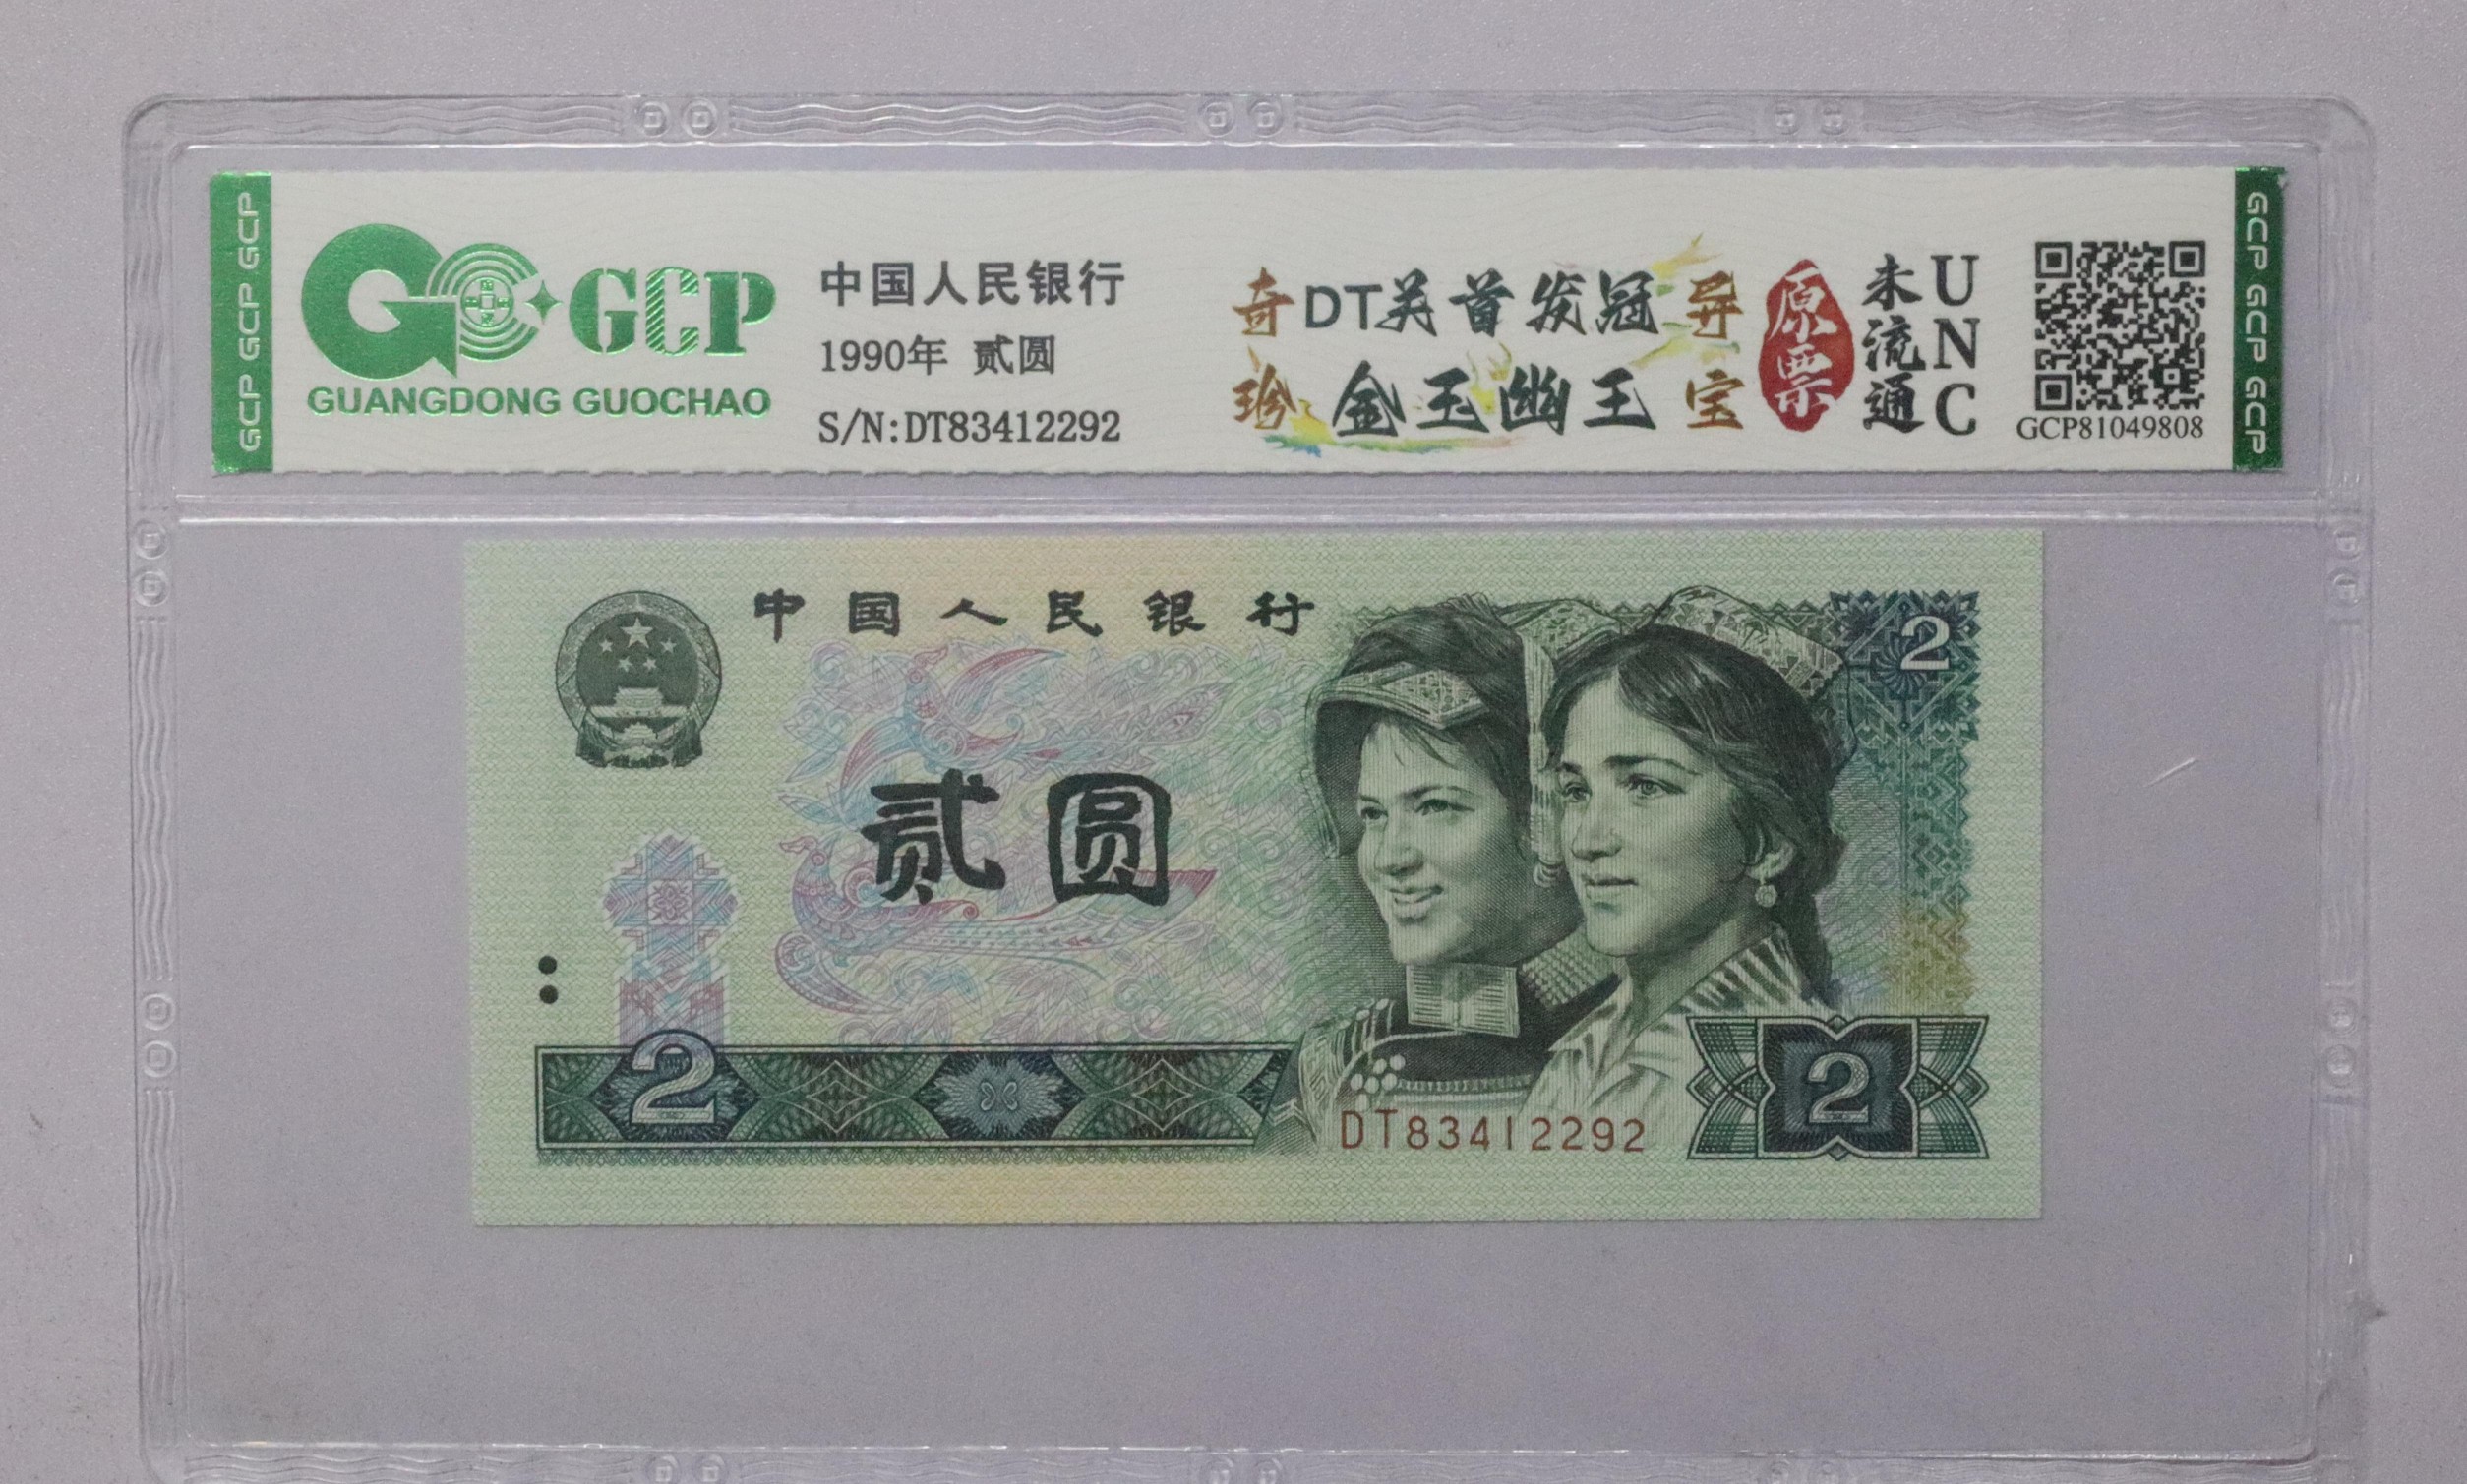 GCP GCP GCP
GCP
GUANGDONG GUOCHAO
中国人民银行
1990年 贰圆
S/N:DT83412292
奇珍
DT关首发冠
金玉幽王
异宝
原票
未流通
UNC
GCP81049808
GCP GCP GCP GCP
中国人民银行
2
贰圆
2
DT83412292
2